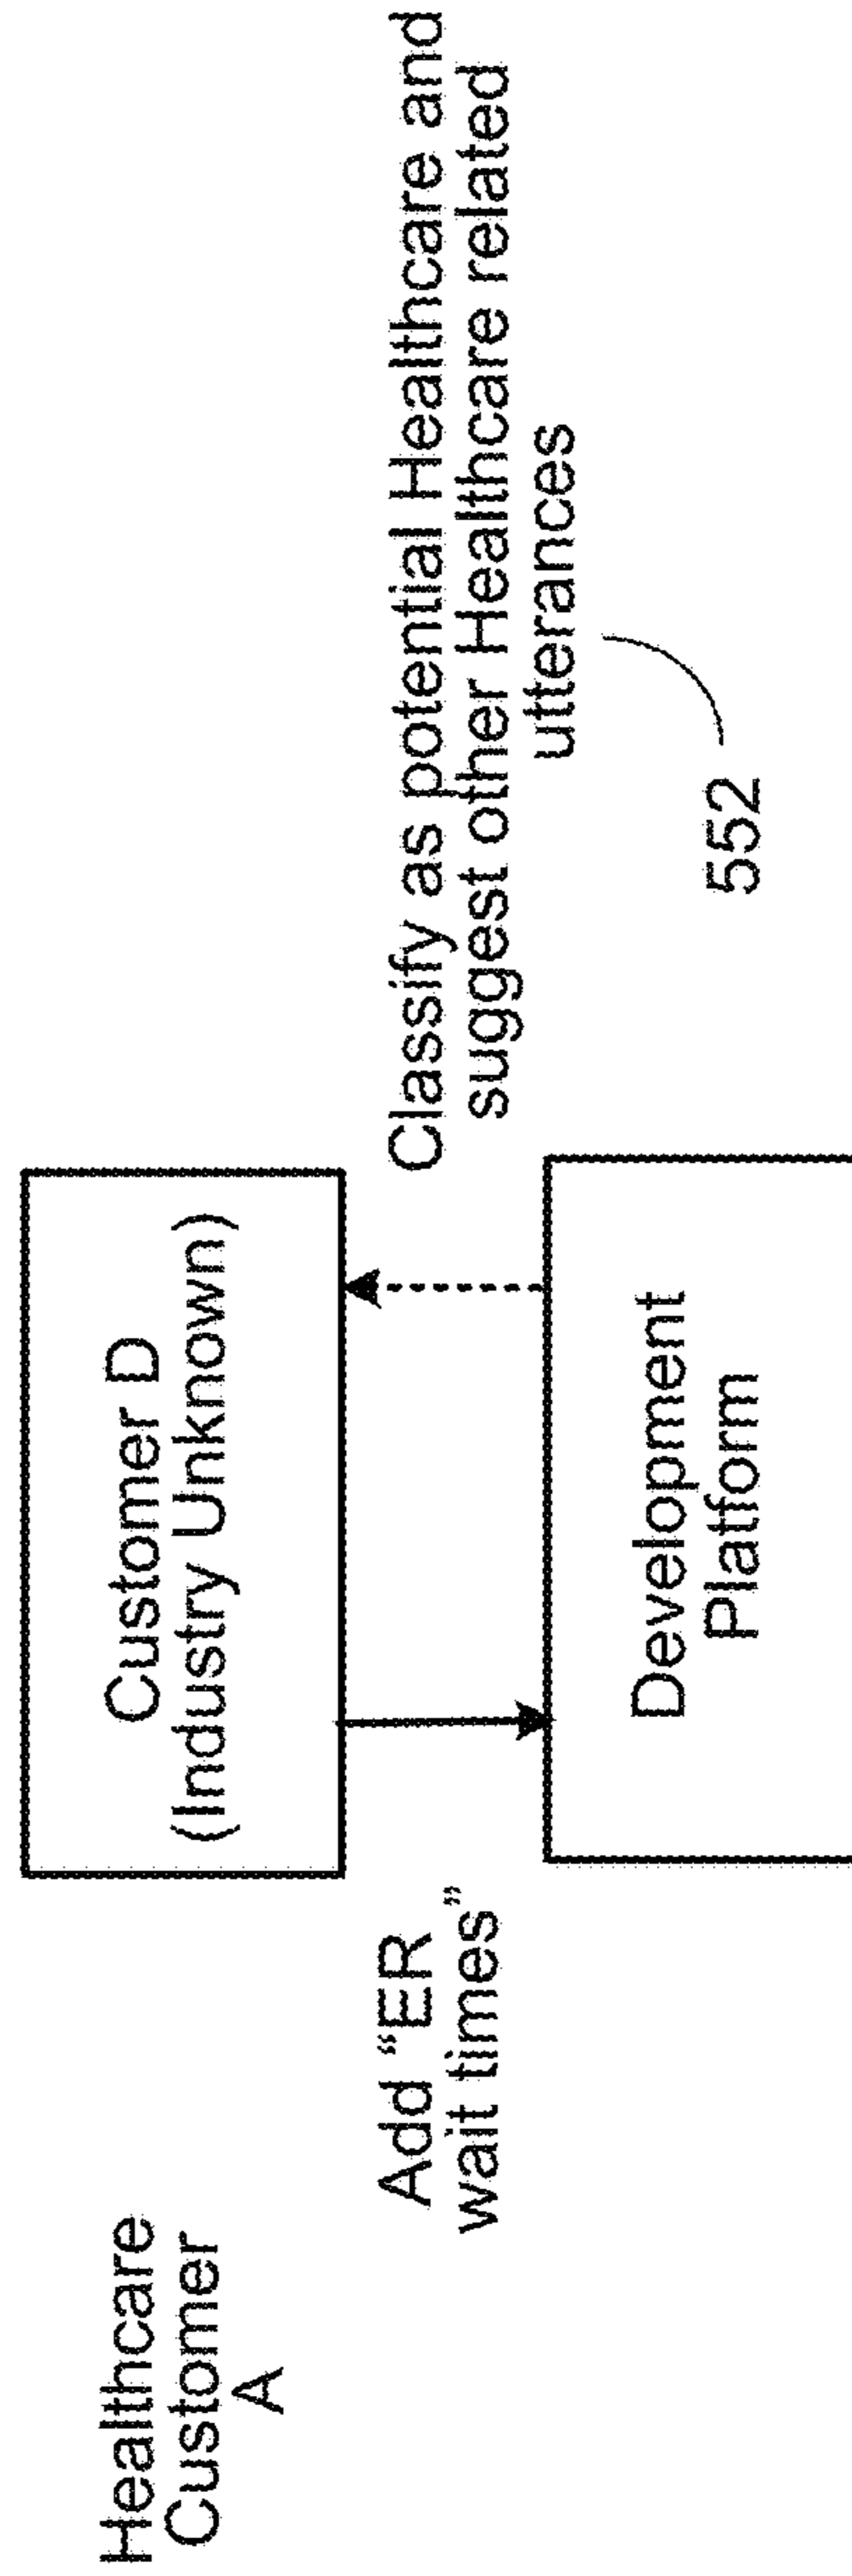 Healthcare
Customer
A
Customer D
(Industry Unknown)
Add “ER
wait times”
Classify as potential Healthcare and
suggest other Healthcare related
utterances
552
Development
Platform